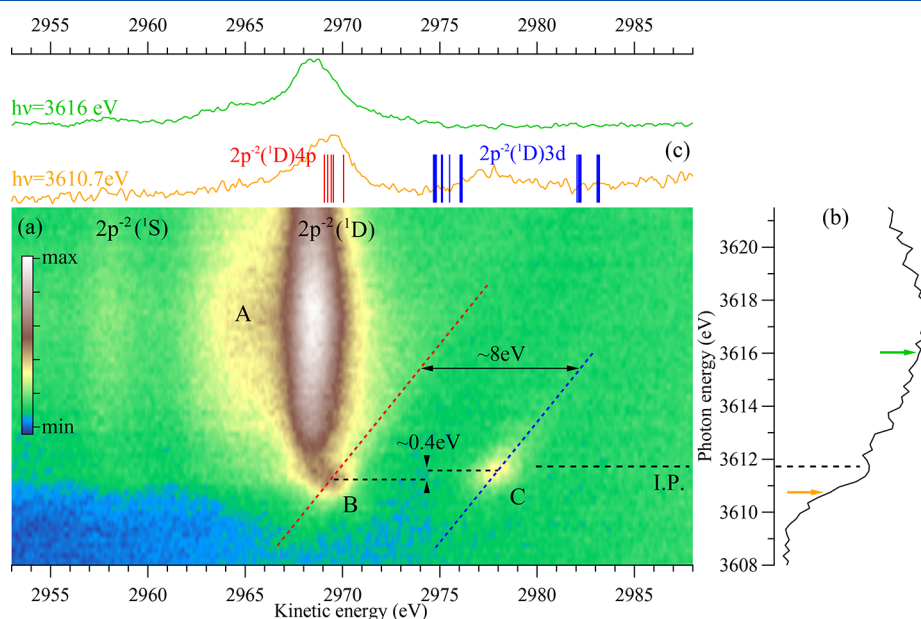 2955 2960 2965 2970 2975 2980 2985
hν=3616 eV
2p⁻²(¹D)4p 2p⁻²(¹D)3d (c)
hν=3610.7eV
(a) 2p⁻²(¹S) 2p⁻²(¹D) (b)
max
3620
3618
A
3616
~8eV
Photon energy (eV)
3614
min
~0.4eV
3612
I.P.
B C
3610
3608
2955 2960 2965 2970 2975 2980 2985
Kinetic energy (eV)